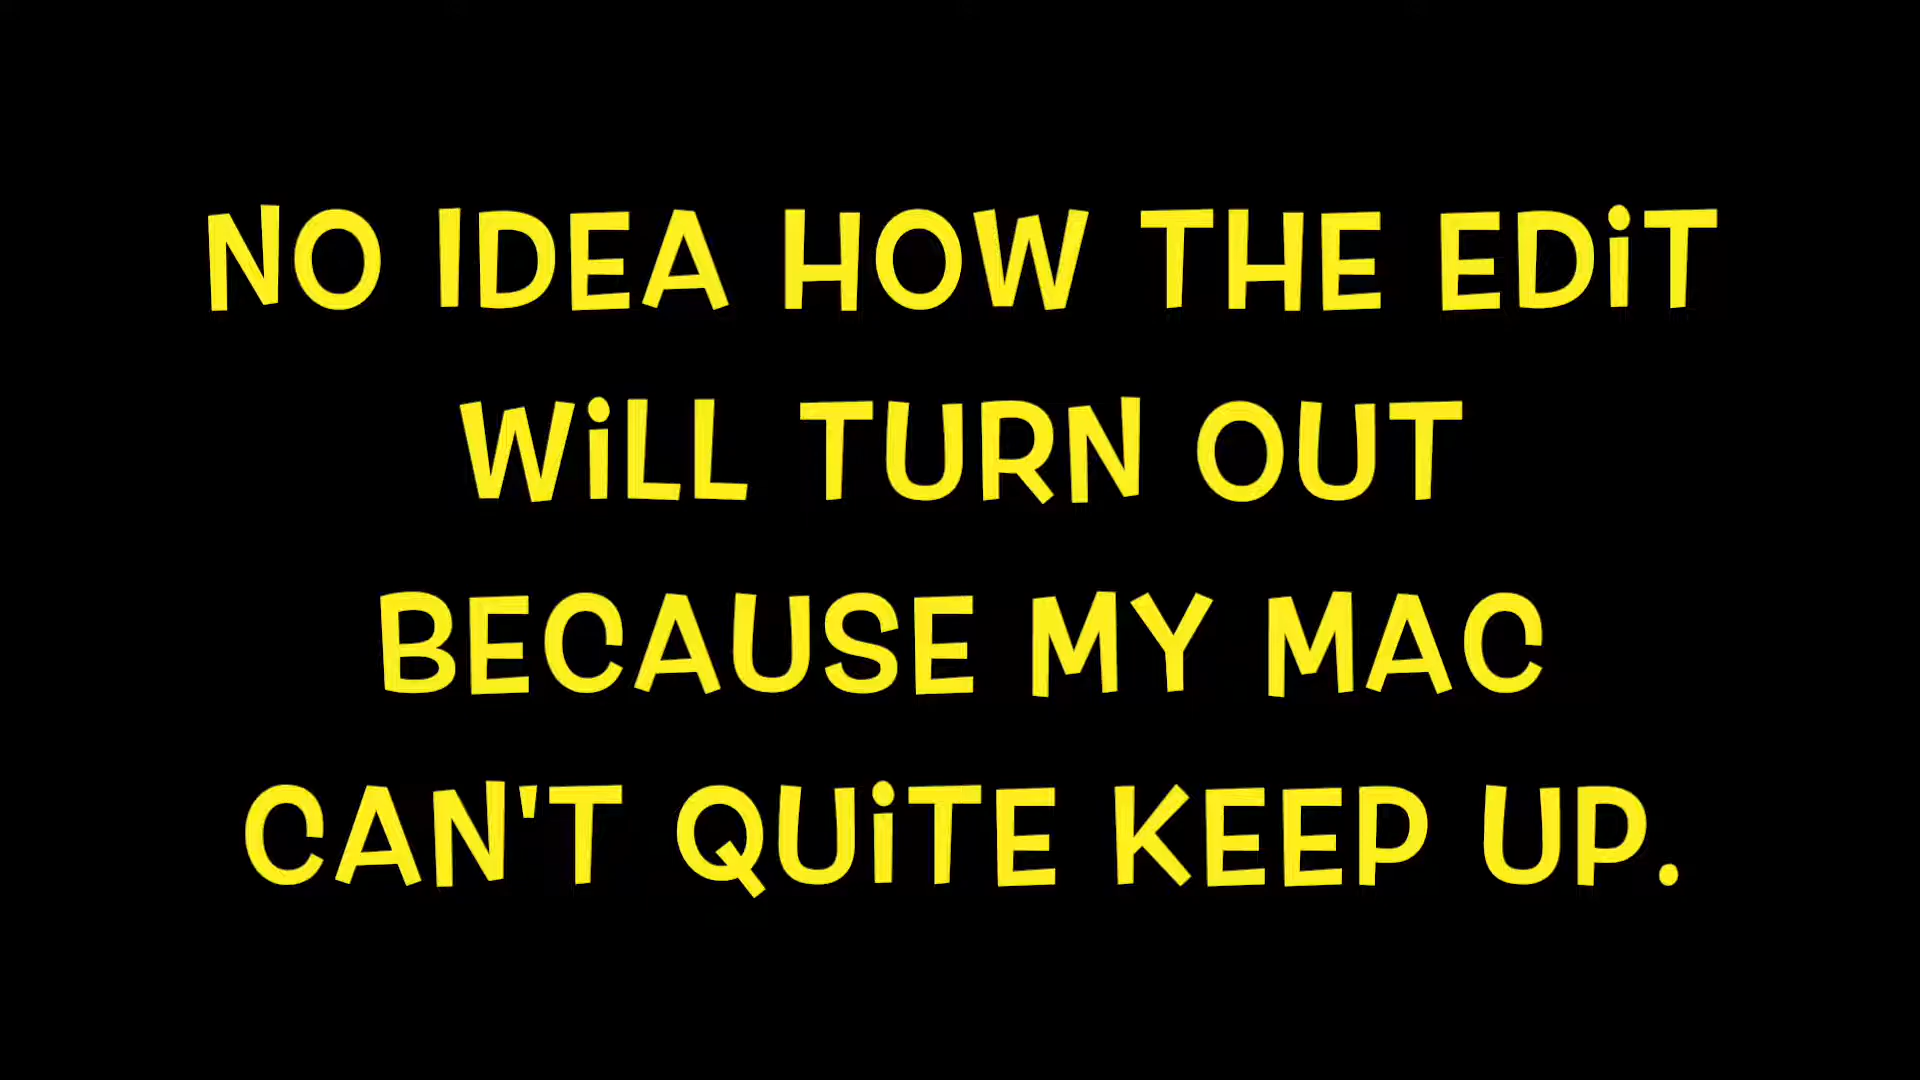 NO IDEA HOW THE EDiT
WiLL TURN OUT
BECAUSE MY MAC
CAN'T QUiTE KEEP UP.